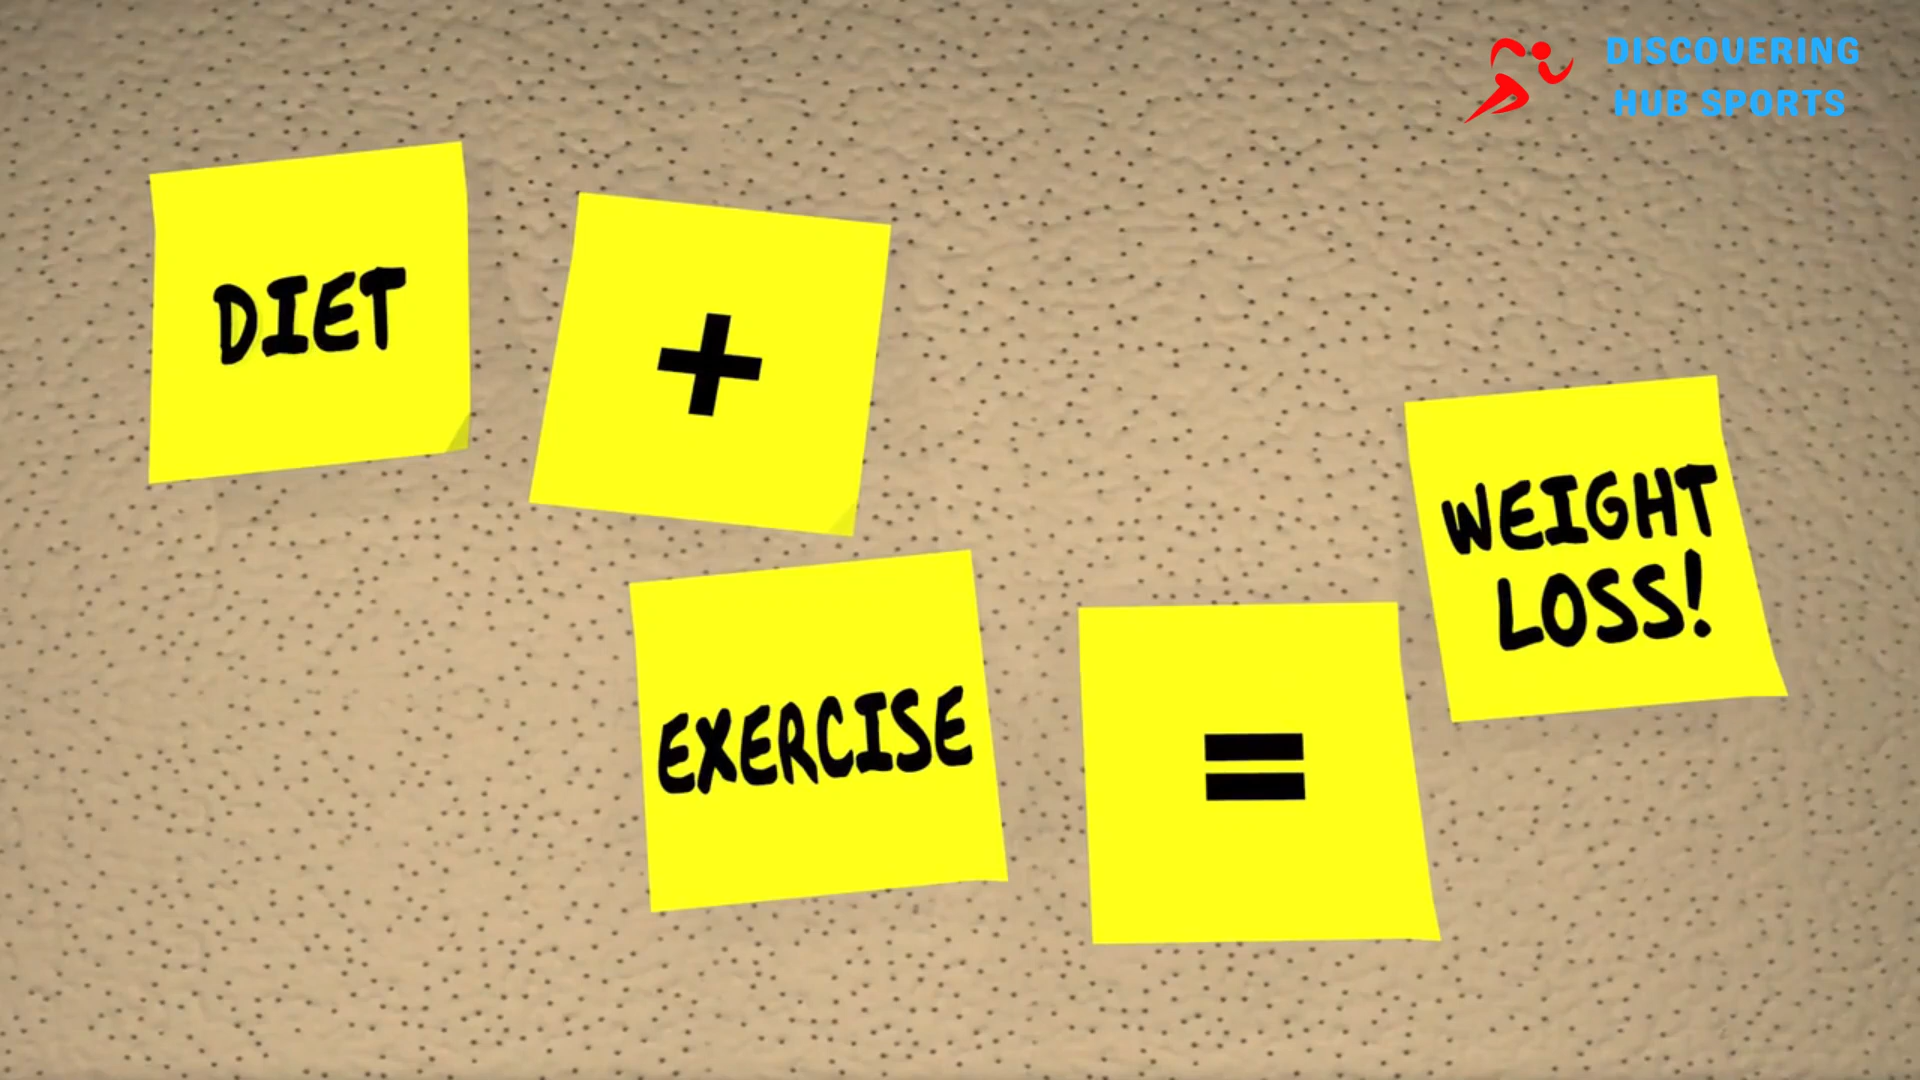 DISCOVERING
HUB SPORTS
DIET
+
EXERCISE
=
WEIGHT
LOSS!